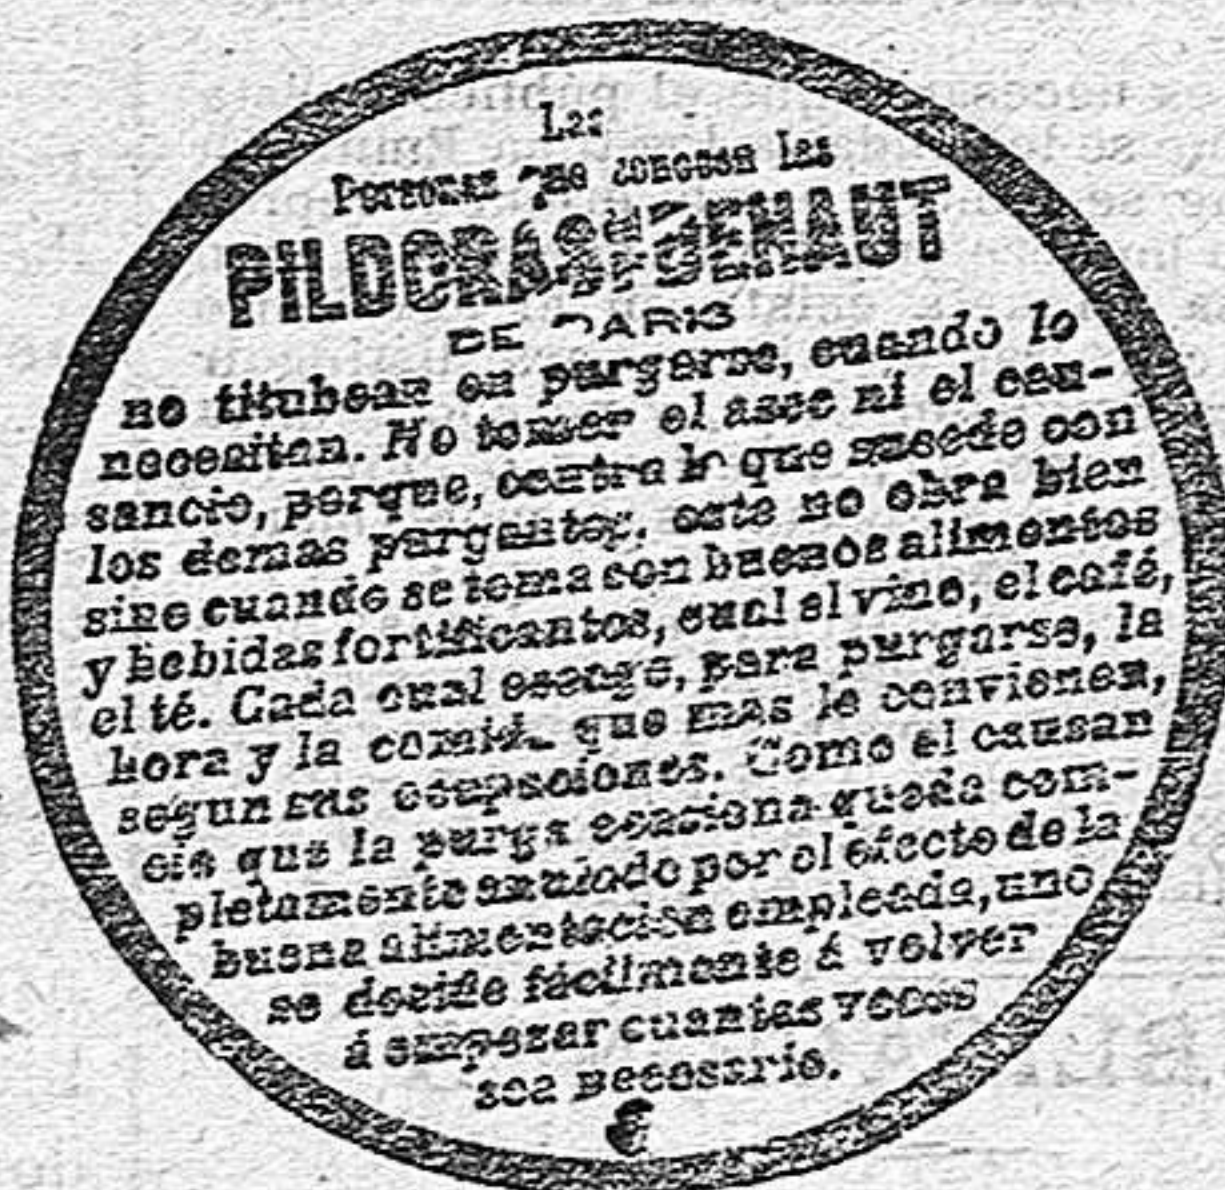 Las
Personas que conocen las
PILDORAS DEHAUT
DE PARIS
no titubean en purgarse, cuando lo
necesitan. No temen el asco ni el cau-
sancio, porque, contra lo que sucede con
los demas purgantes, este no obra bien
sino cuando se toma con buenos alimentos
y bebidas fortificantes, cual el vino, el café,
el té. Cada cual escoge, para purgarse, la
hora y la comida que mas le convienen,
segun sus ocupaciones. Como el causan
cio que la purga ocasiona queda com-
pletamente anulado por el efecto de la
buena alimentacion empleada, uno
se decide fácilmente á volver
á empezar cuantas veces
sea necesario.